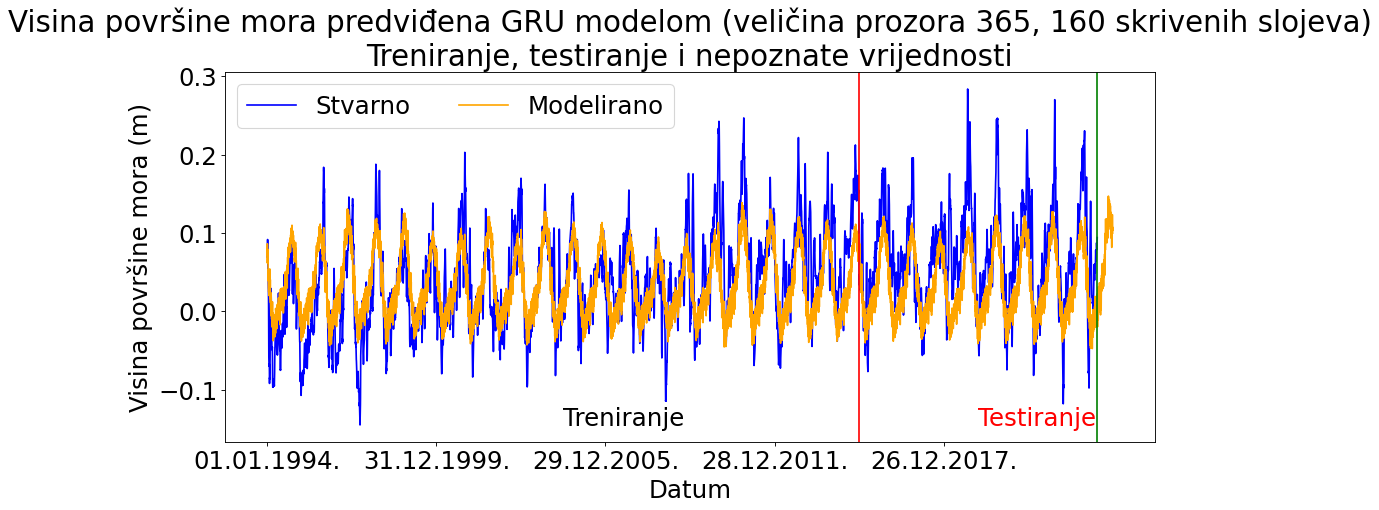 Visina površine mora predviđena GRU modelom (veličina prozora 365, 160 skrivenih slojeva)
Treniranje, testiranje i nepoznate vrijednosti
Stvarno
Modelirano
Visina površine mora (m)
0.3
0.2
0.1
0.0
−0.1
Treniranje
Testiranje
01.01.1994.
31.12.1999.
29.12.2005.
28.12.2011.
26.12.2017.
Datum